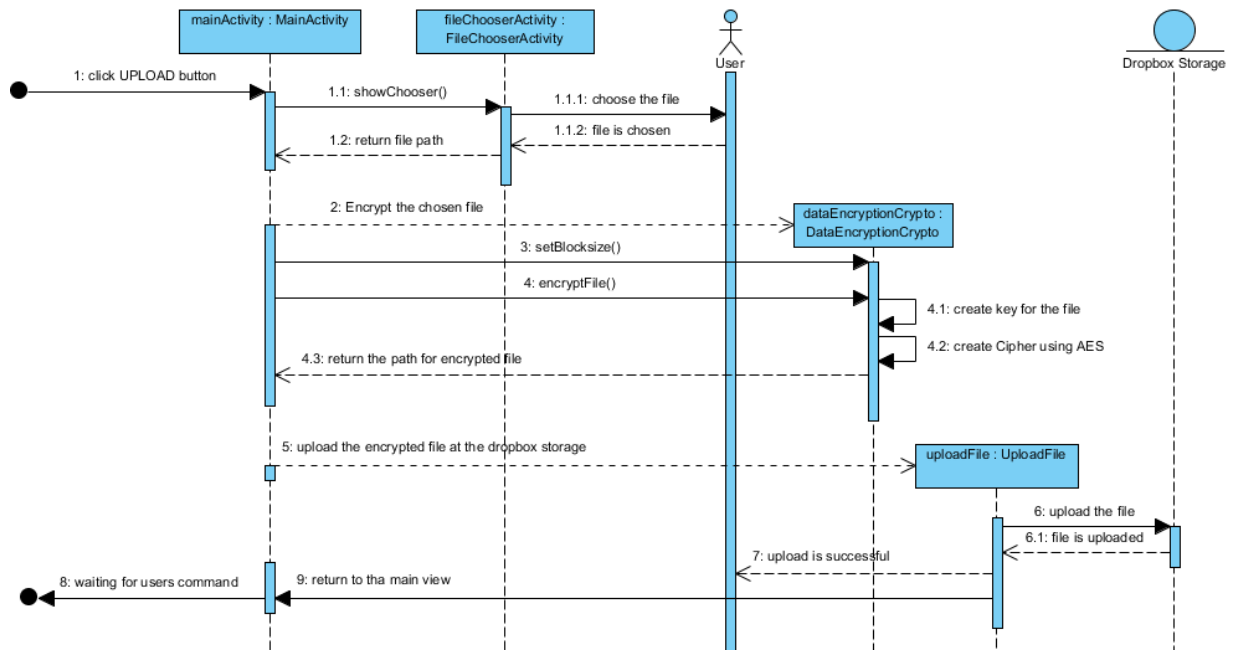 mainActivity : MainActivity
fileChooserActivity :
FileChooserActivity
User
Dropbox Storage
1: click UPLOAD button
1.1: showChooser()
1.1.1: choose the file
1.1.2: file is chosen
1.2: return file path
2: Encrypt the chosen file
dataEncryptionCrypto :
DataEncryptionCrypto
3: setBlocksize()
4: encryptFile()
4.1: create key for the file
4.2: create Cipher using AES
4.3: return the path for encrypted file
5: upload the encrypted file at the dropbox storage
uploadFile : UploadFile
6: upload the file
6.1: file is uploaded
7: upload is successful
8: waiting for users command
9: return to tha main view